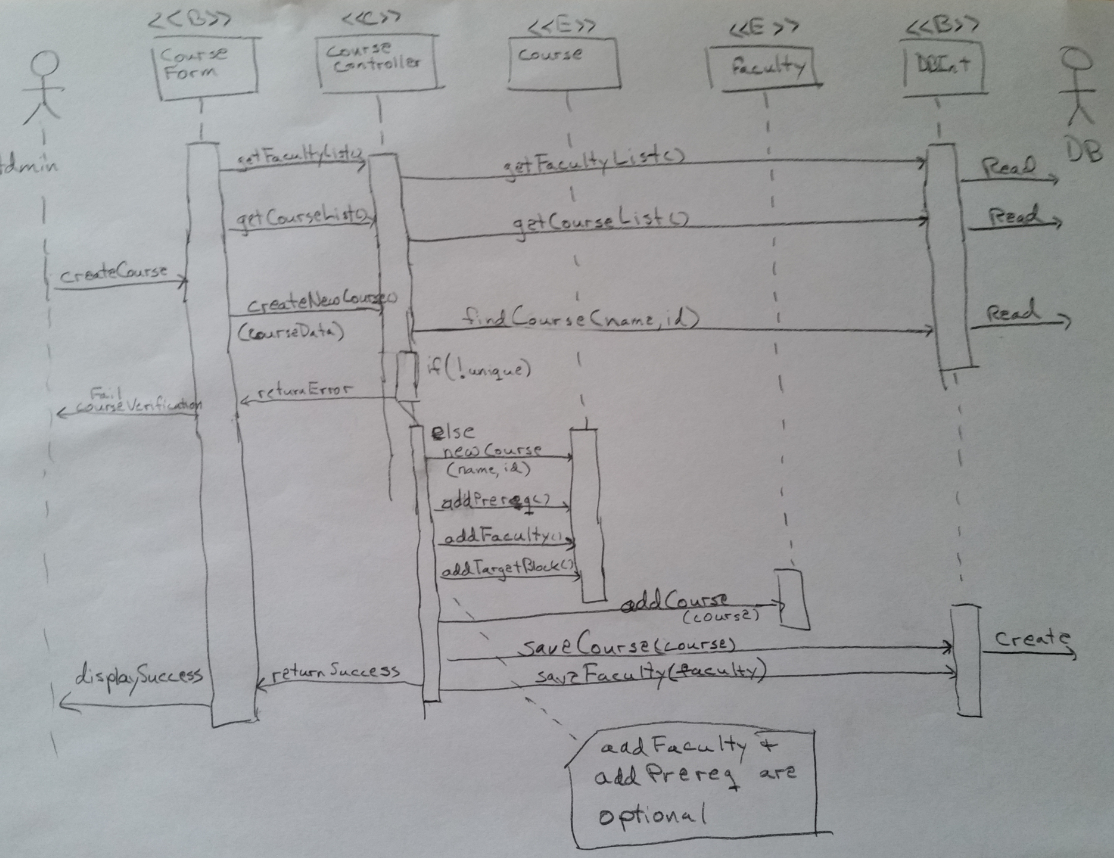 <<B>>
<<C>>
<<E>>
<<E>>
<<B>>
Course
Form
Course
Controller
Course
Faculty
DBInt
dmin
DB
getFacultyList()
getFacultyList()
Read
getCourseList()
getCourseList()
Read
createCourse
createNewCourse()
(courseData)
findCourse(name,id)
Read
if(!unique)
returnError
Fail
courseVerification
else
newCourse
(name,id)
addPrereq()
addFaculty()
addTargetBlock()
addCourse
(course)
saveCourse(course)
Create
displaySuccess
returnSuccess
saveFaculty(faculty)
addFaculty +
addPrereq are
optional